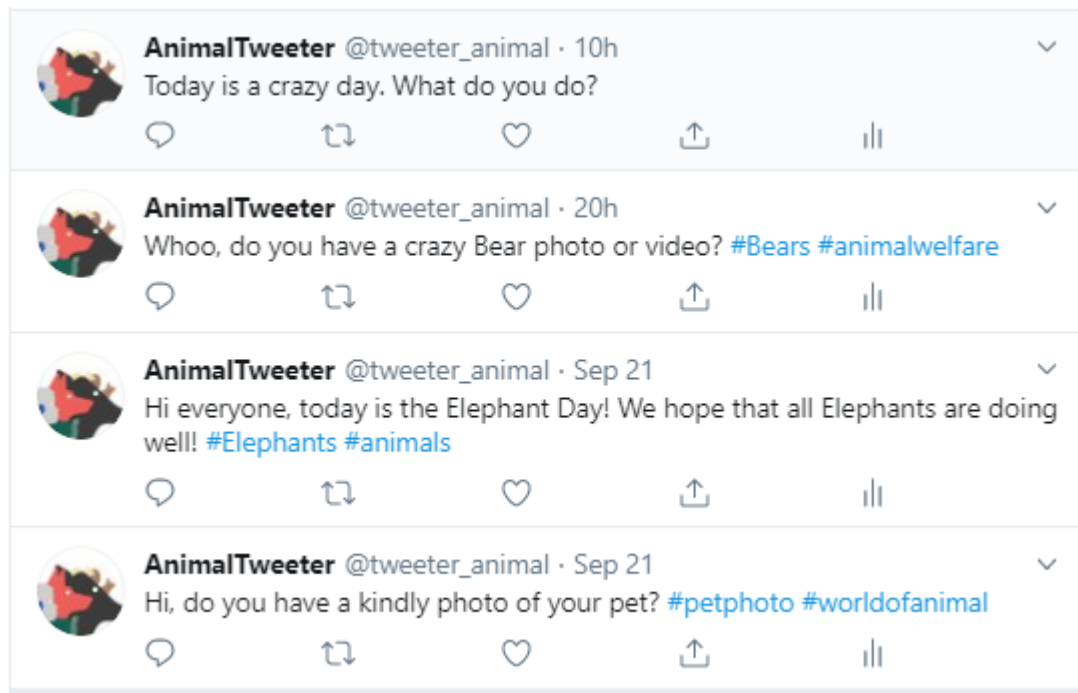 AnimalTweeter @tweeter_animal · 10h
Today is a crazy day. What do you do?
AnimalTweeter @tweeter_animal · 20h
Whoo, do you have a crazy Bear photo or video? #Bears #animalwelfare
AnimalTweeter @tweeter_animal · Sep 21
Hi everyone, today is the Elephant Day! We hope that all Elephants are doing
well! #Elephants #animals
AnimalTweeter @tweeter_animal · Sep 21
Hi, do you have a kindly photo of your pet? #petphoto #worldofanimal